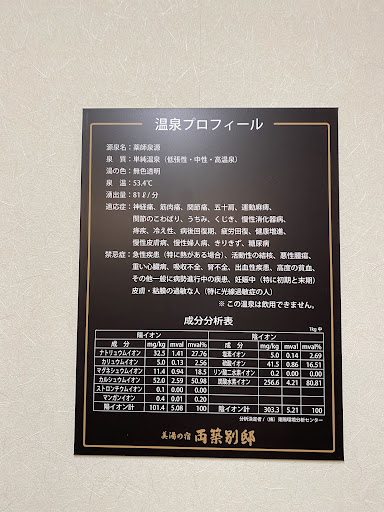 温泉プロフィール
源泉名：薬師泉源
泉　質：単純温泉（低張性・中性・高温泉）
湯の色：無色透明
泉　温：53.4℃
湧出量：81ℓ/分
適応症：神経痛、筋肉痛、関節痛、五十肩、運動麻痺、
関節のこわばり、うちみ、くじき、慢性消化器病、
痔疾、冷え性、病後回復期、疲労回復、健康増進、
慢性皮膚病、慢性婦人病、きりきず、糖尿病
禁忌症：急性疾患（特に熱がある場合）、活動性の結核、悪性腫瘍、
重い心臓病、呼吸不全、腎不全、出血性疾患、高度の貧血、
その他一般に病勢進行中の疾患、妊娠中（特に初期と末期）
皮膚・粘膜の過敏な人（特に光線過敏症の人）
※この温泉は飲用できません。
成分分析表
1kg中
陽イオン 陰イオン
成　分 mg/kg mval mval% 成　分 mg/kg mval mval%
ナトリュウムイオン 32.5 1.41 27.76 塩素イオン 5.0 0.14 2.69
カリュウムイオン 5.0 0.13 2.56 硫酸イオン 41.5 0.86 16.51
マグネシュウムイオン 11.4 0.94 18.5 リン酸二水素イオン 0.2 0 0
カルシュウムイオン 52.0 2.59 50.98 炭酸水素イオン 256.6 4.21 80.81
ストロンチウムイオン 0.1 0 0
マンガンイオン 0.4 0.01 0.20
陽イオン計 101.4 5.08 100 陰イオン計 303.3 5.21 100
美湯の宿 両築別邸